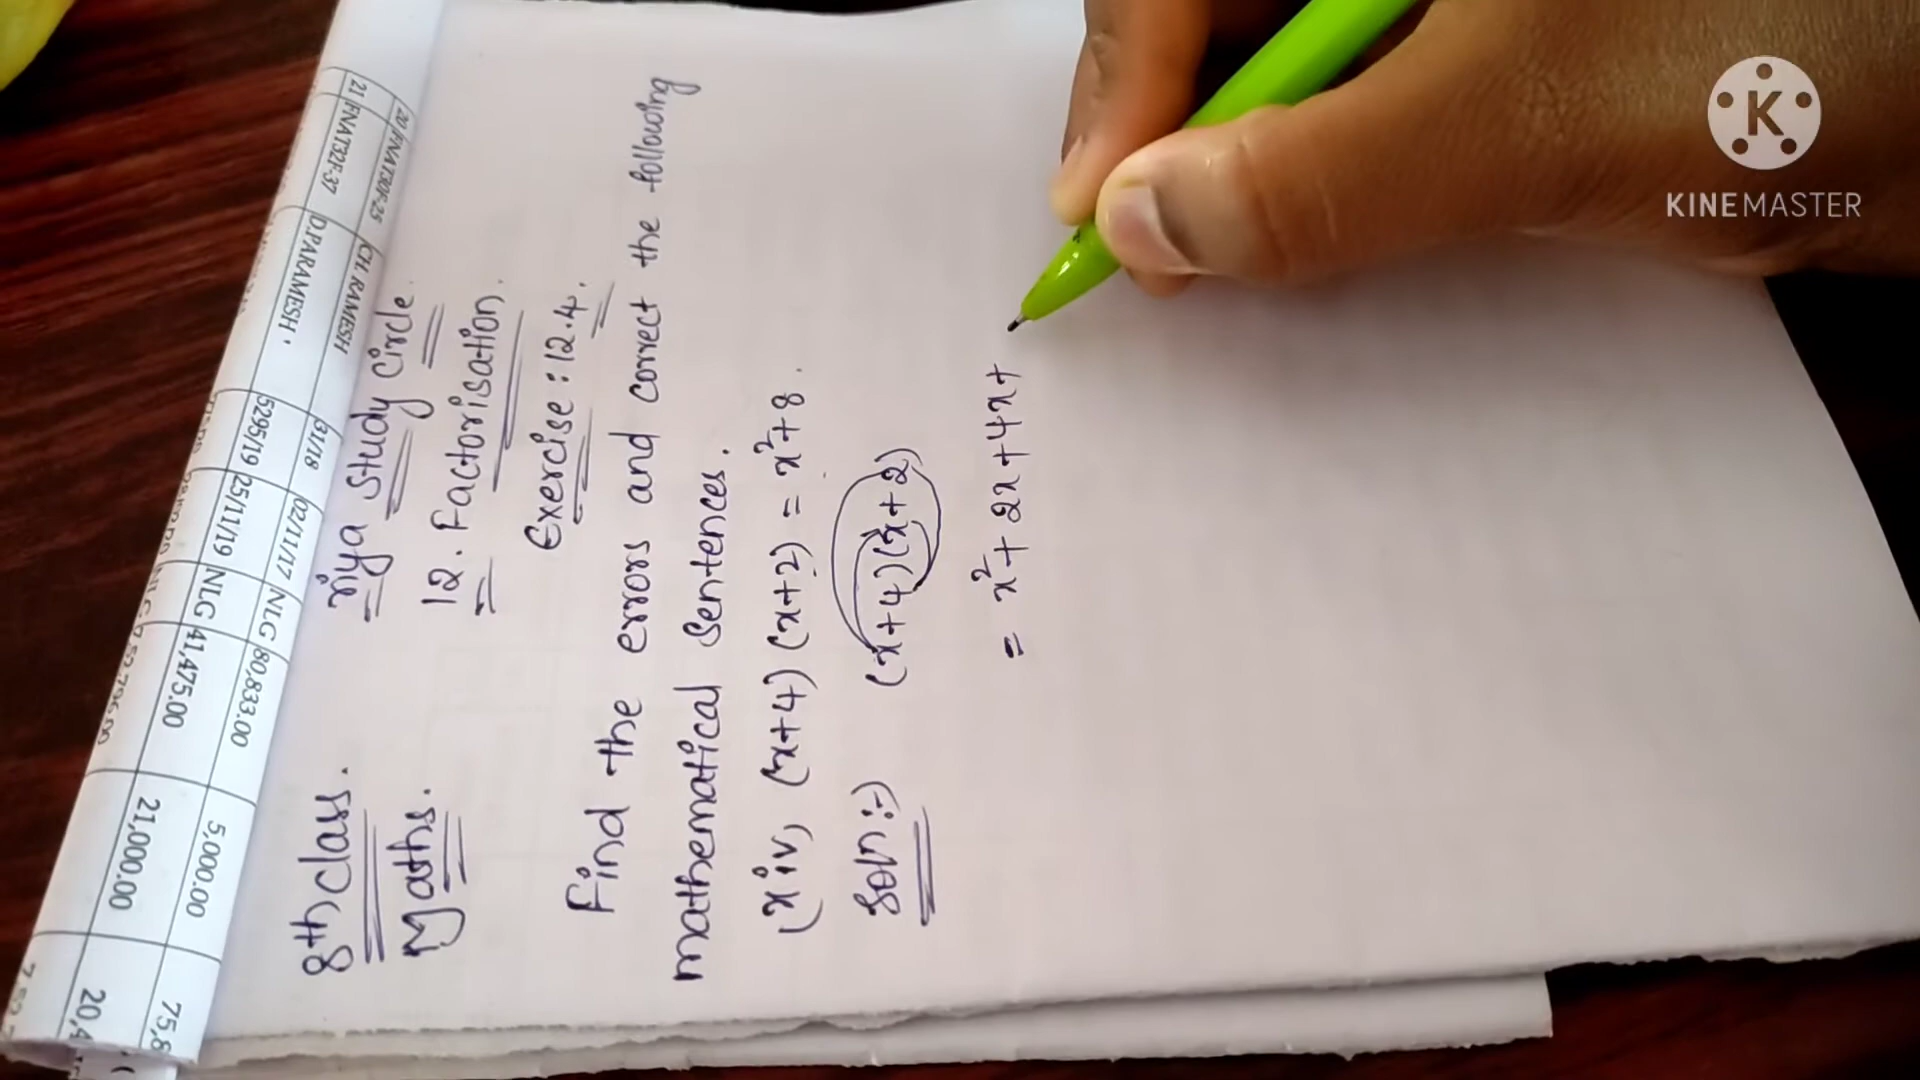 8th class. riya study circle.
Maths. 12. Factorisation.
Exercise: 12.4.
Find the errors and correct the following
mathematical sentences.
(xiv, (x+4) (x+2) = x²+8.
Soln:-) (x+4)(x+2)
= x²+ 2x+4x+
20 FNAT30F-25 CH. RAMESH 31/18 02/11/17 NLG 80,833.00 5,000.00 75,8
21 FNAT32F-37 D.PARAMESH 5295/19 25/11/19 NLG 41,475.00 21,000.00 20,4
K
KINEMASTER